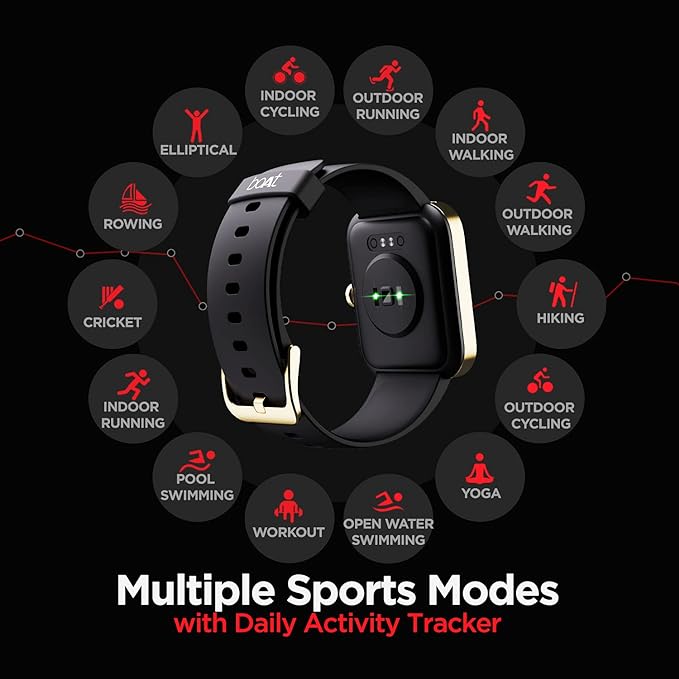 INDOOR
CYCLING
OUTDOOR
RUNNING
INDOOR
WALKING
OUTDOOR
WALKING
HIKING
OUTDOOR
CYCLING
YOGA
OPEN WATER
SWIMMING
WORKOUT
POOL
SWIMMING
INDOOR
RUNNING
CRICKET
ROWING
ELLIPTICAL
boAt
Multiple Sports Modes
with Daily Activity Tracker